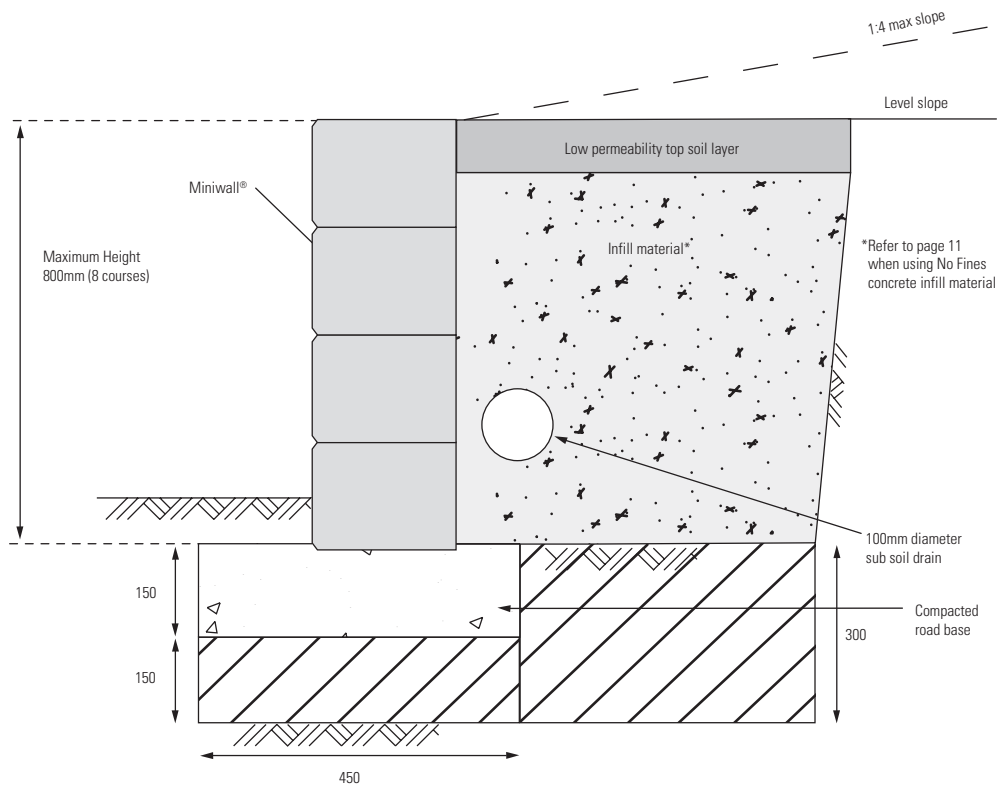 1:4 max slope
Level slope
Low permeability top soil layer
Miniwall®
Infill material*
Maximum Height
800mm (8 courses)
*Refer to page 11
when using No Fines
concrete infill material
100mm diameter
sub soil drain
150
Compacted
road base
300
150
450